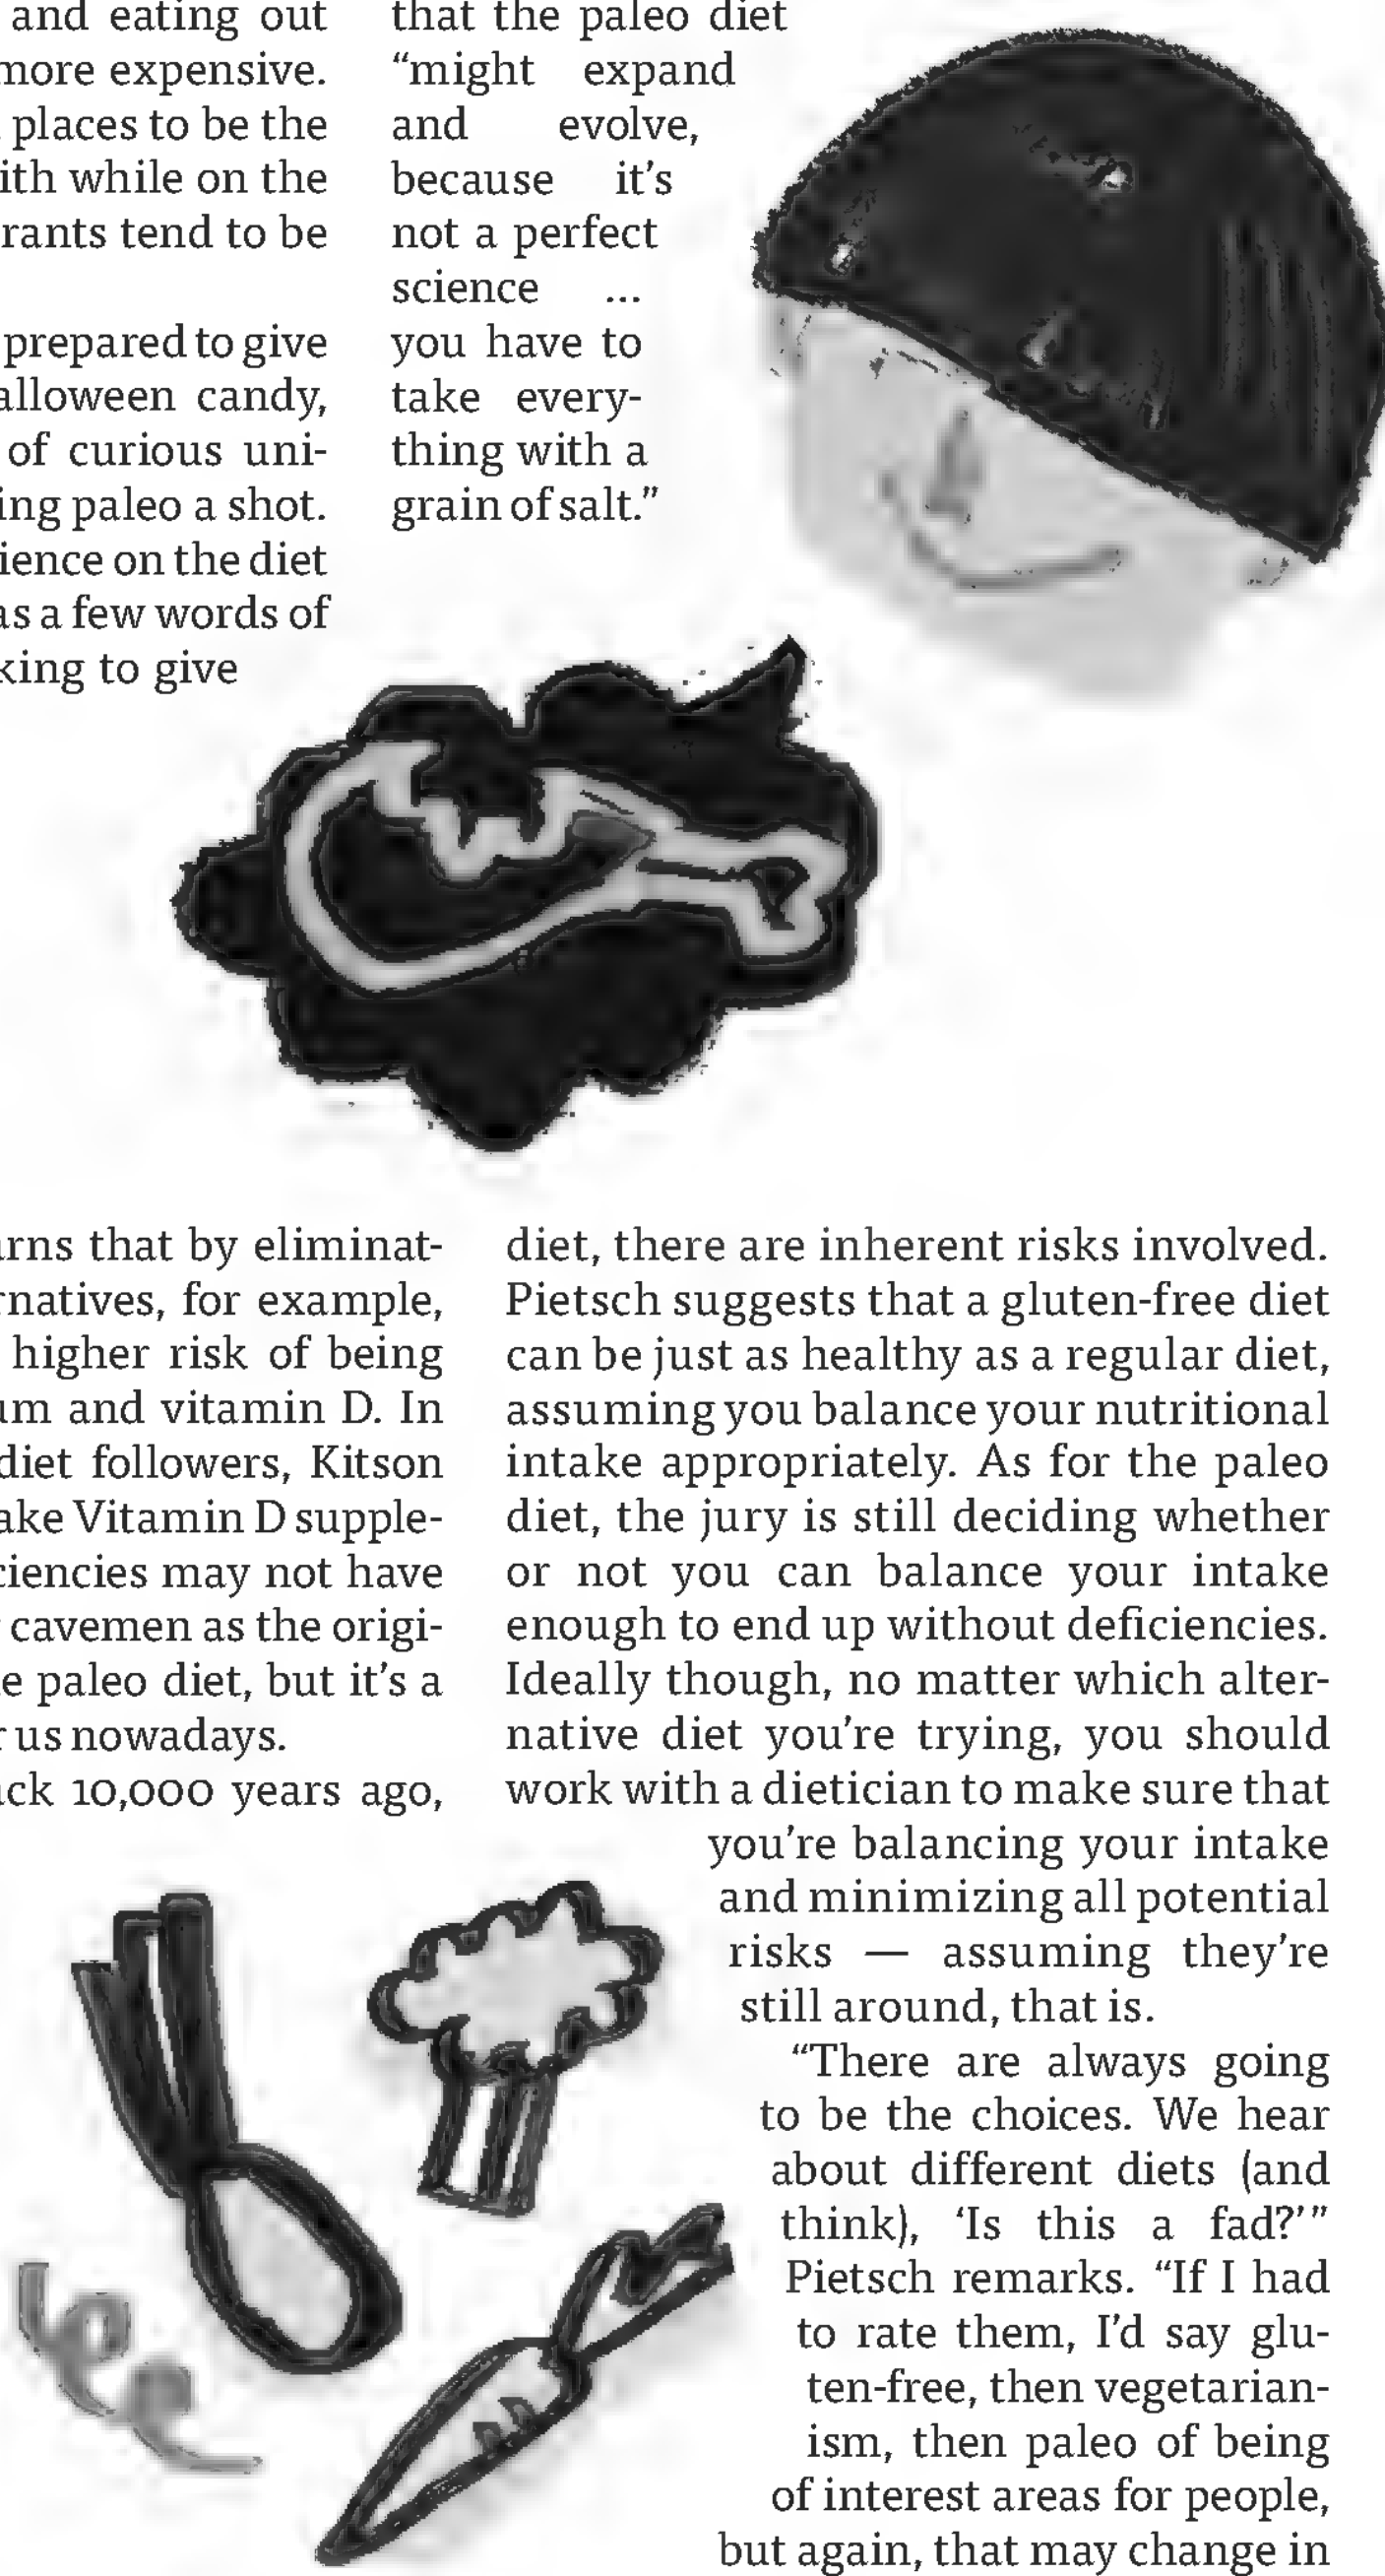 and eating out
more expensive.
places to be the
ith while on the
rants tend to be
prepared to give
alloween candy,
of curious uni-
ing paleo a shot.
ience on the diet
as a few words of
king to give
that the paleo diet
“might expand
and evolve,
because it’s
not a perfect
science ...
you have to
take every-
thing with a
grain of salt.”
arns that by eliminat-
rnatives, for example,
higher risk of being
um and vitamin D. In
diet followers, Kitson
ake Vitamin D supple-
ciencies may not have
cavemen as the origi-
e paleo diet, but it’s a
r us nowadays.
ack 10,000 years ago,
diet, there are inherent risks involved.
Pietsch suggests that a gluten-free diet
can be just as healthy as a regular diet,
assuming you balance your nutritional
intake appropriately. As for the paleo
diet, the jury is still deciding whether
or not you can balance your intake
enough to end up without deficiencies.
Ideally though, no matter which alter-
native diet you’re trying, you should
work with a dietician to make sure that
you’re balancing your intake
and minimizing all potential
risks — assuming they’re
still around, that is.
“There are always going
to be the choices. We hear
about different diets (and
think), ‘Is this a fad?’”
Pietsch remarks. “If I had
to rate them, I’d say glu-
ten-free, then vegetarian-
ism, then paleo of being
of interest areas for people,
but again, that may change in